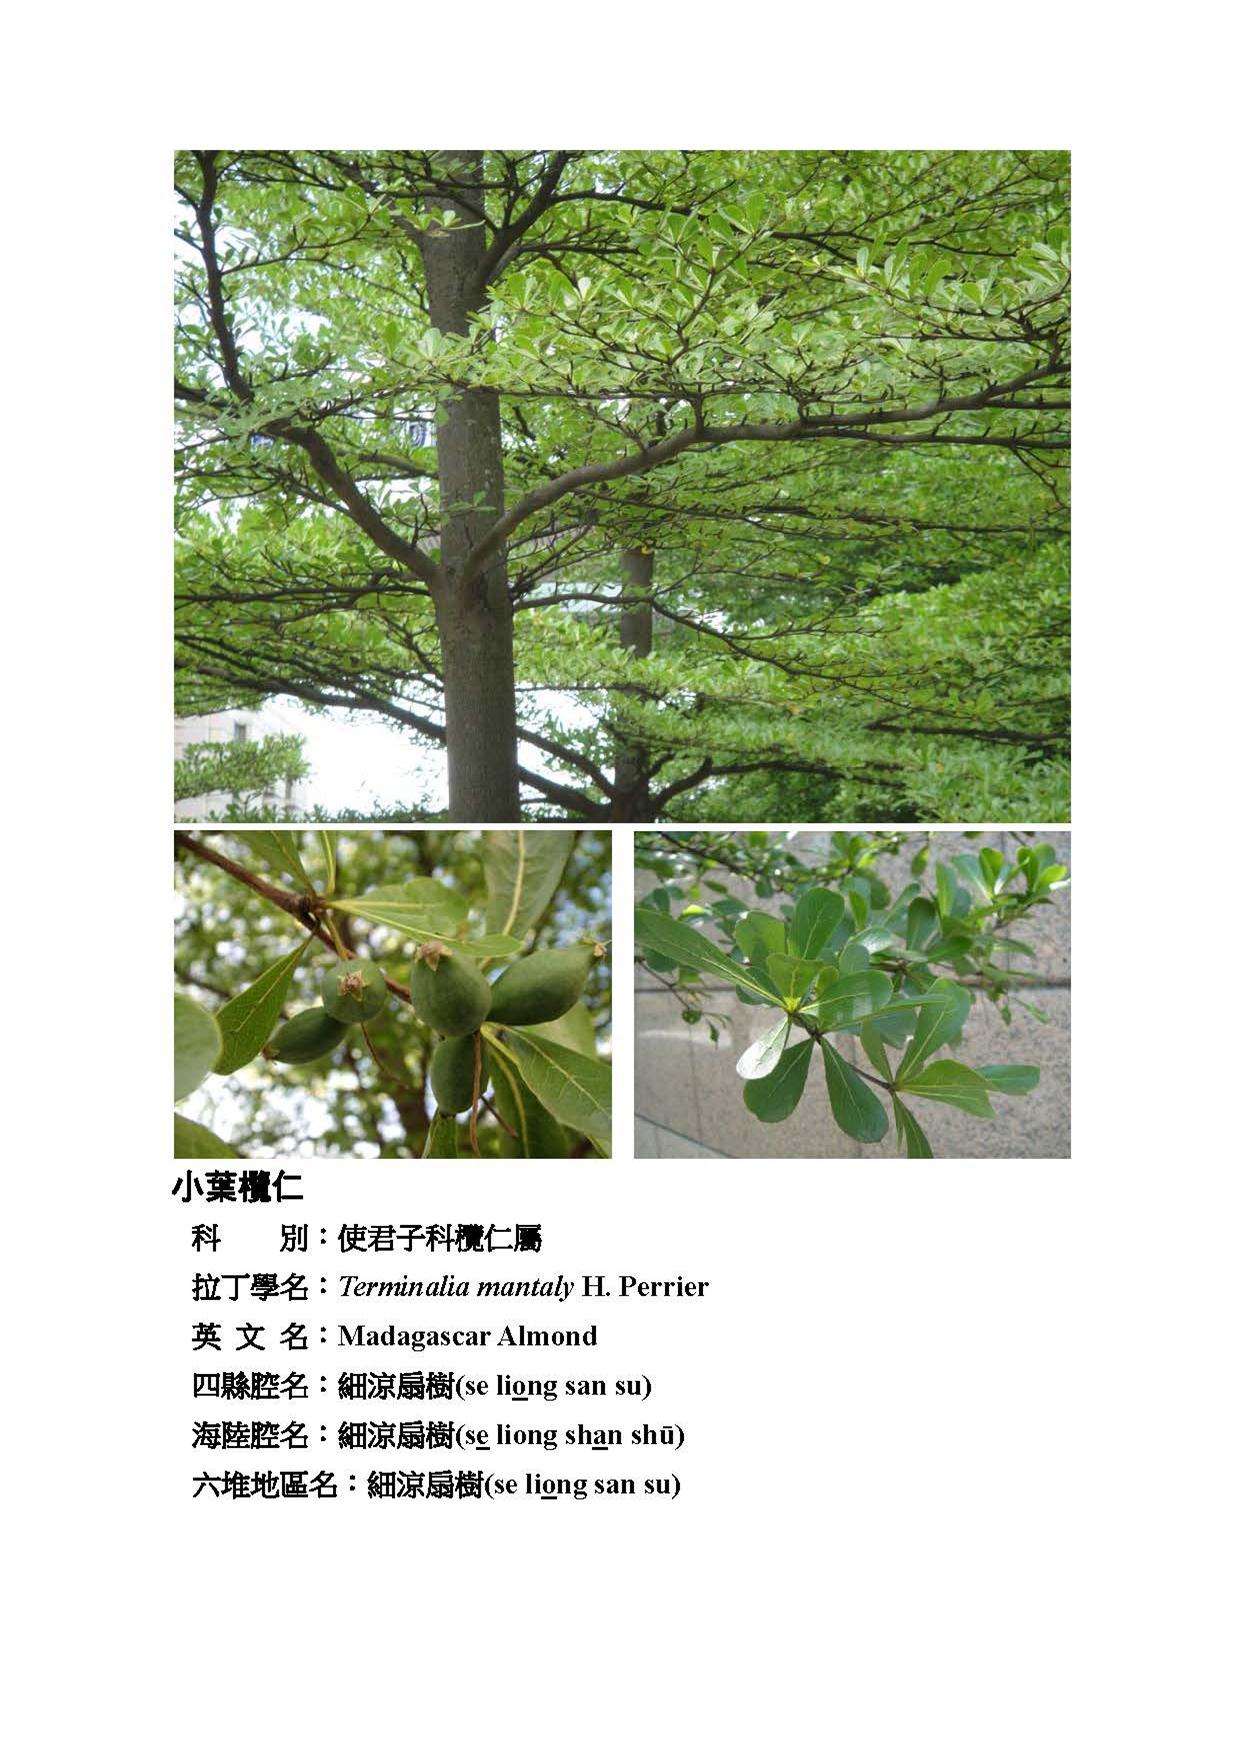 小葉欖仁
科　　別：使君子科欖仁屬
拉丁學名：Terminalia mantaly H. Perrier
英 文 名：Madagascar Almond
四縣腔名：細涼扇樹(se liong san su)
海陸腔名：細涼扇樹(se liong shan shū)
六堆地區名：細涼扇樹(se liong san su)